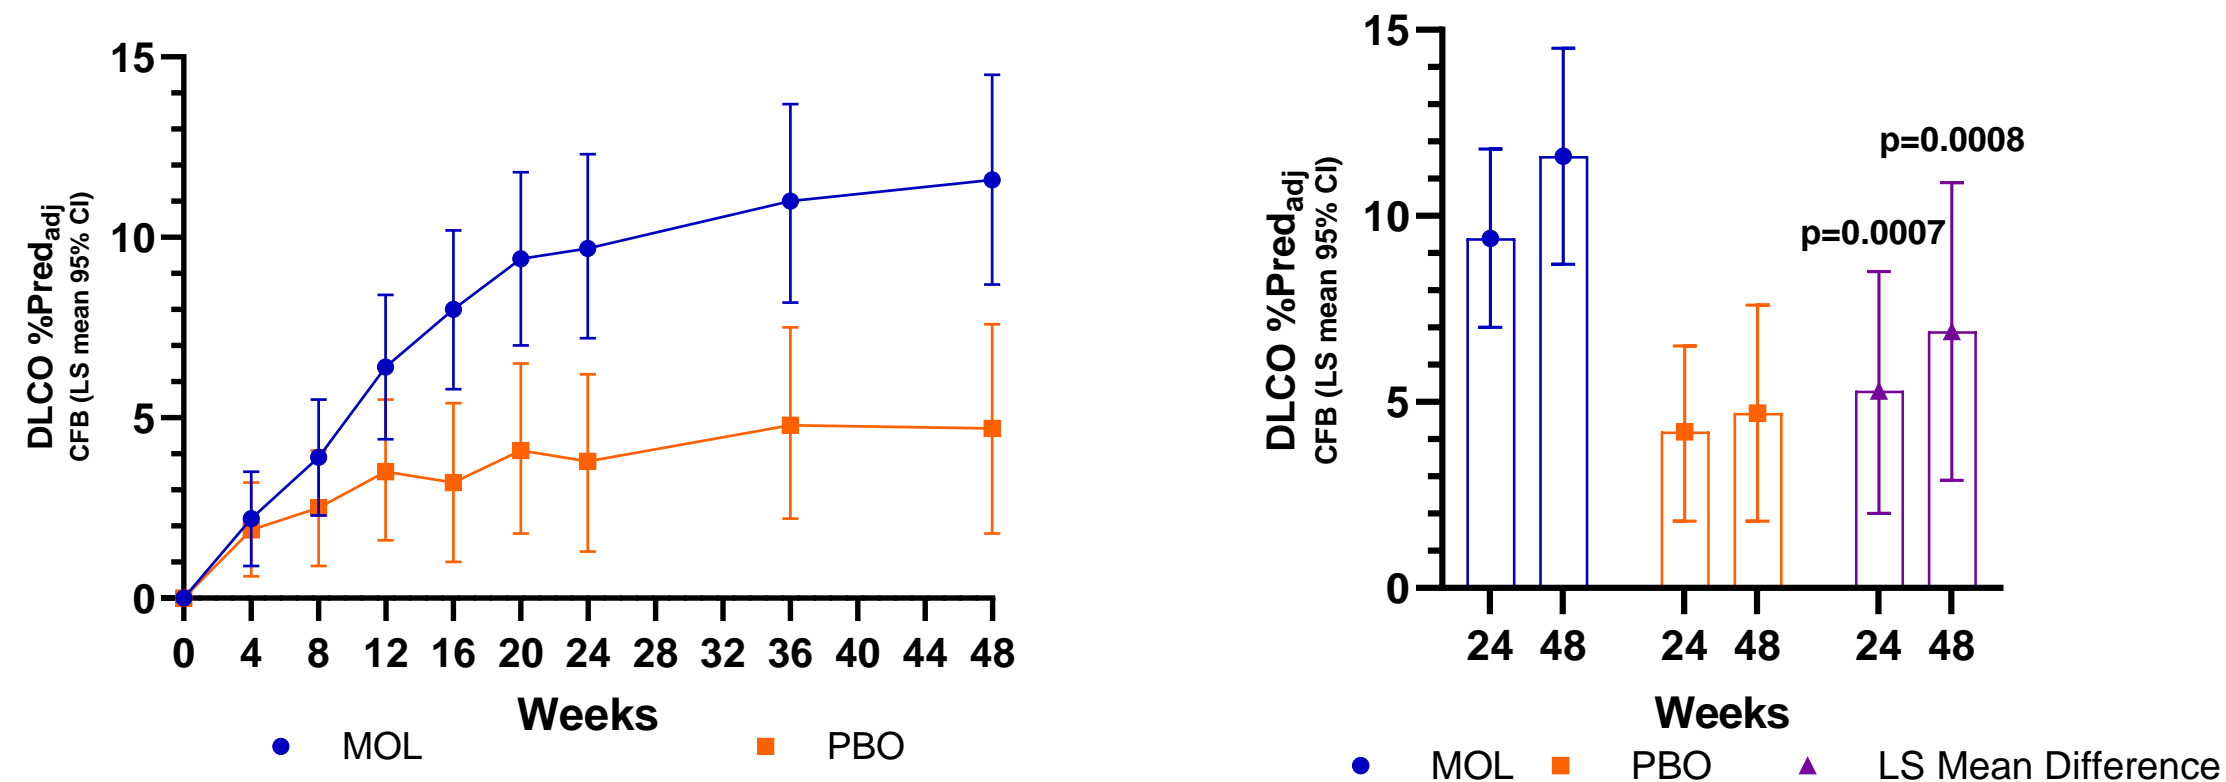 15
10
5
0
DLCO %Predadj
CFB (LS mean 95% CI)
0 4 8 12 16 20 24 28 32 36 40 44 48
Weeks
MOL PBO
15
10
5
0
DLCO %Predadj
CFB (LS mean 95% CI)
p=0.0008
p=0.0007
24 48 24 48 24 48
Weeks
MOL PBO LS Mean Difference